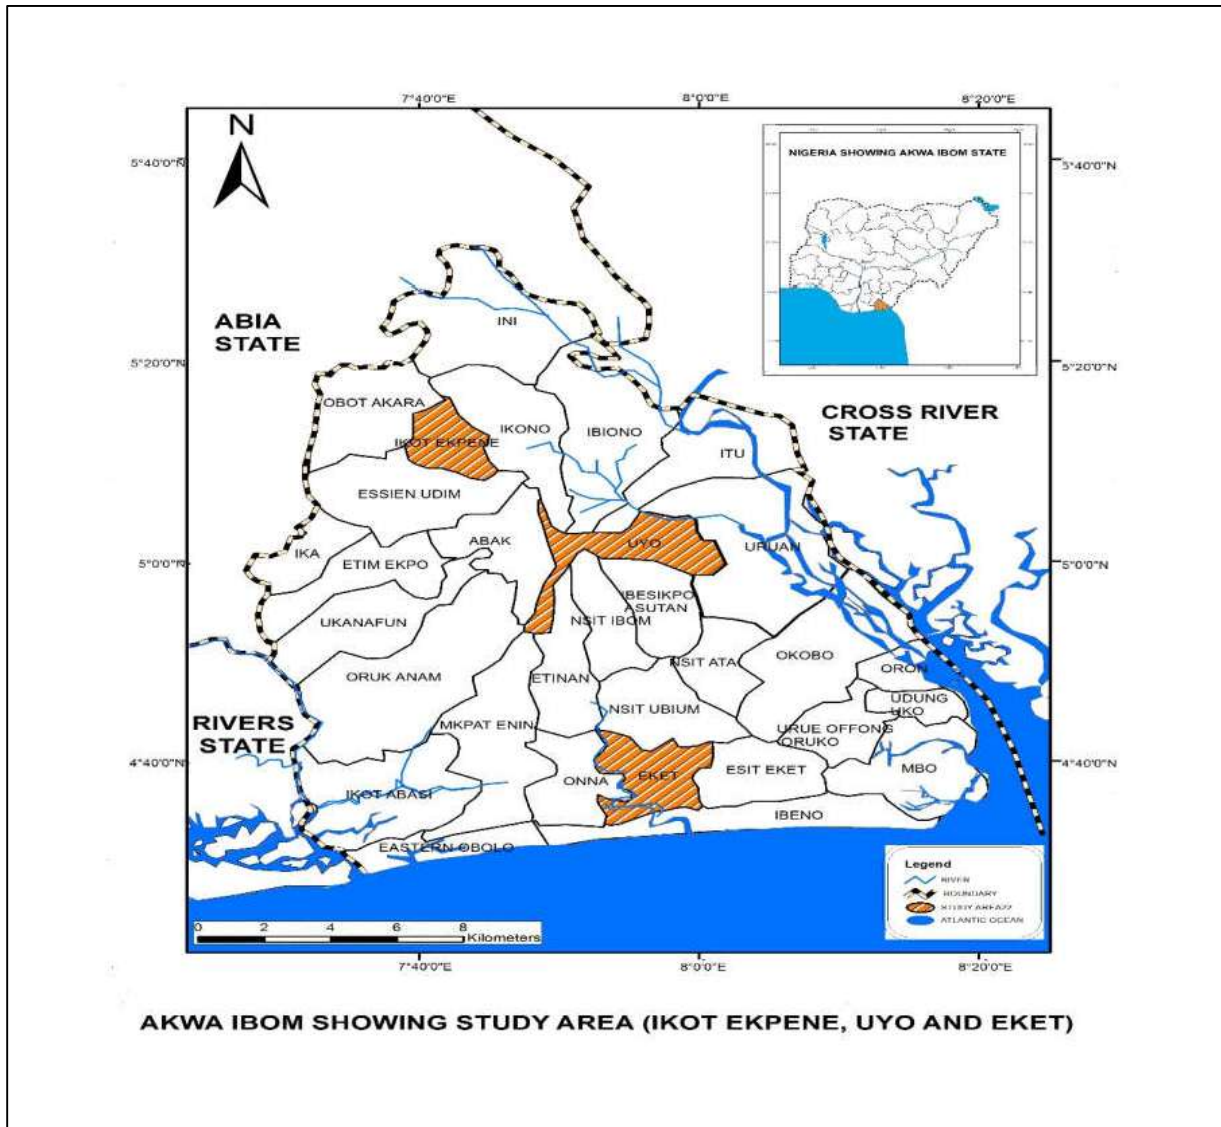 7°40'0"E
8°0'0"E
8°20'0"E
N
5°40'0"N
5°40'0"N
NIGERIA SHOWING AKWA IBOM STATE
ABIA
STATE
INI
5°20'0"N
5°20'0"N
OBOT AKARA
CROSS RIVER
STATE
IKOT EKPENE
IKONO
IBIONO
ITU
ESSIEN UDIM
IKA
ABAK
UYO
URUAN
5°0'0"N
5°0'0"N
ETIM EKPO
IBESIKPO
ASUTAN
UKANAFUN
NSIT IBOM
ORUK ANAM
ETINAN
NSIT ATA
OKOBO
ORON
UDUNG
UKO
RIVERS
STATE
MKPAT ENIN
NSIT UBIUM
URUE OFFONG
ORUKO
4°40'0"N
4°40'0"N
ONNA
EKET
ESIT EKET
MBO
IKOT ABASI
IBENO
EASTERN OBOLO
Legend
RIVER
BOUNDARY
STUDY AREA22
ATLANTIC OCEAN
0 2 4 6 8
Kilometers
7°40'0"E
8°0'0"E
8°20'0"E
AKWA IBOM SHOWING STUDY AREA (IKOT EKPENE, UYO AND EKET)